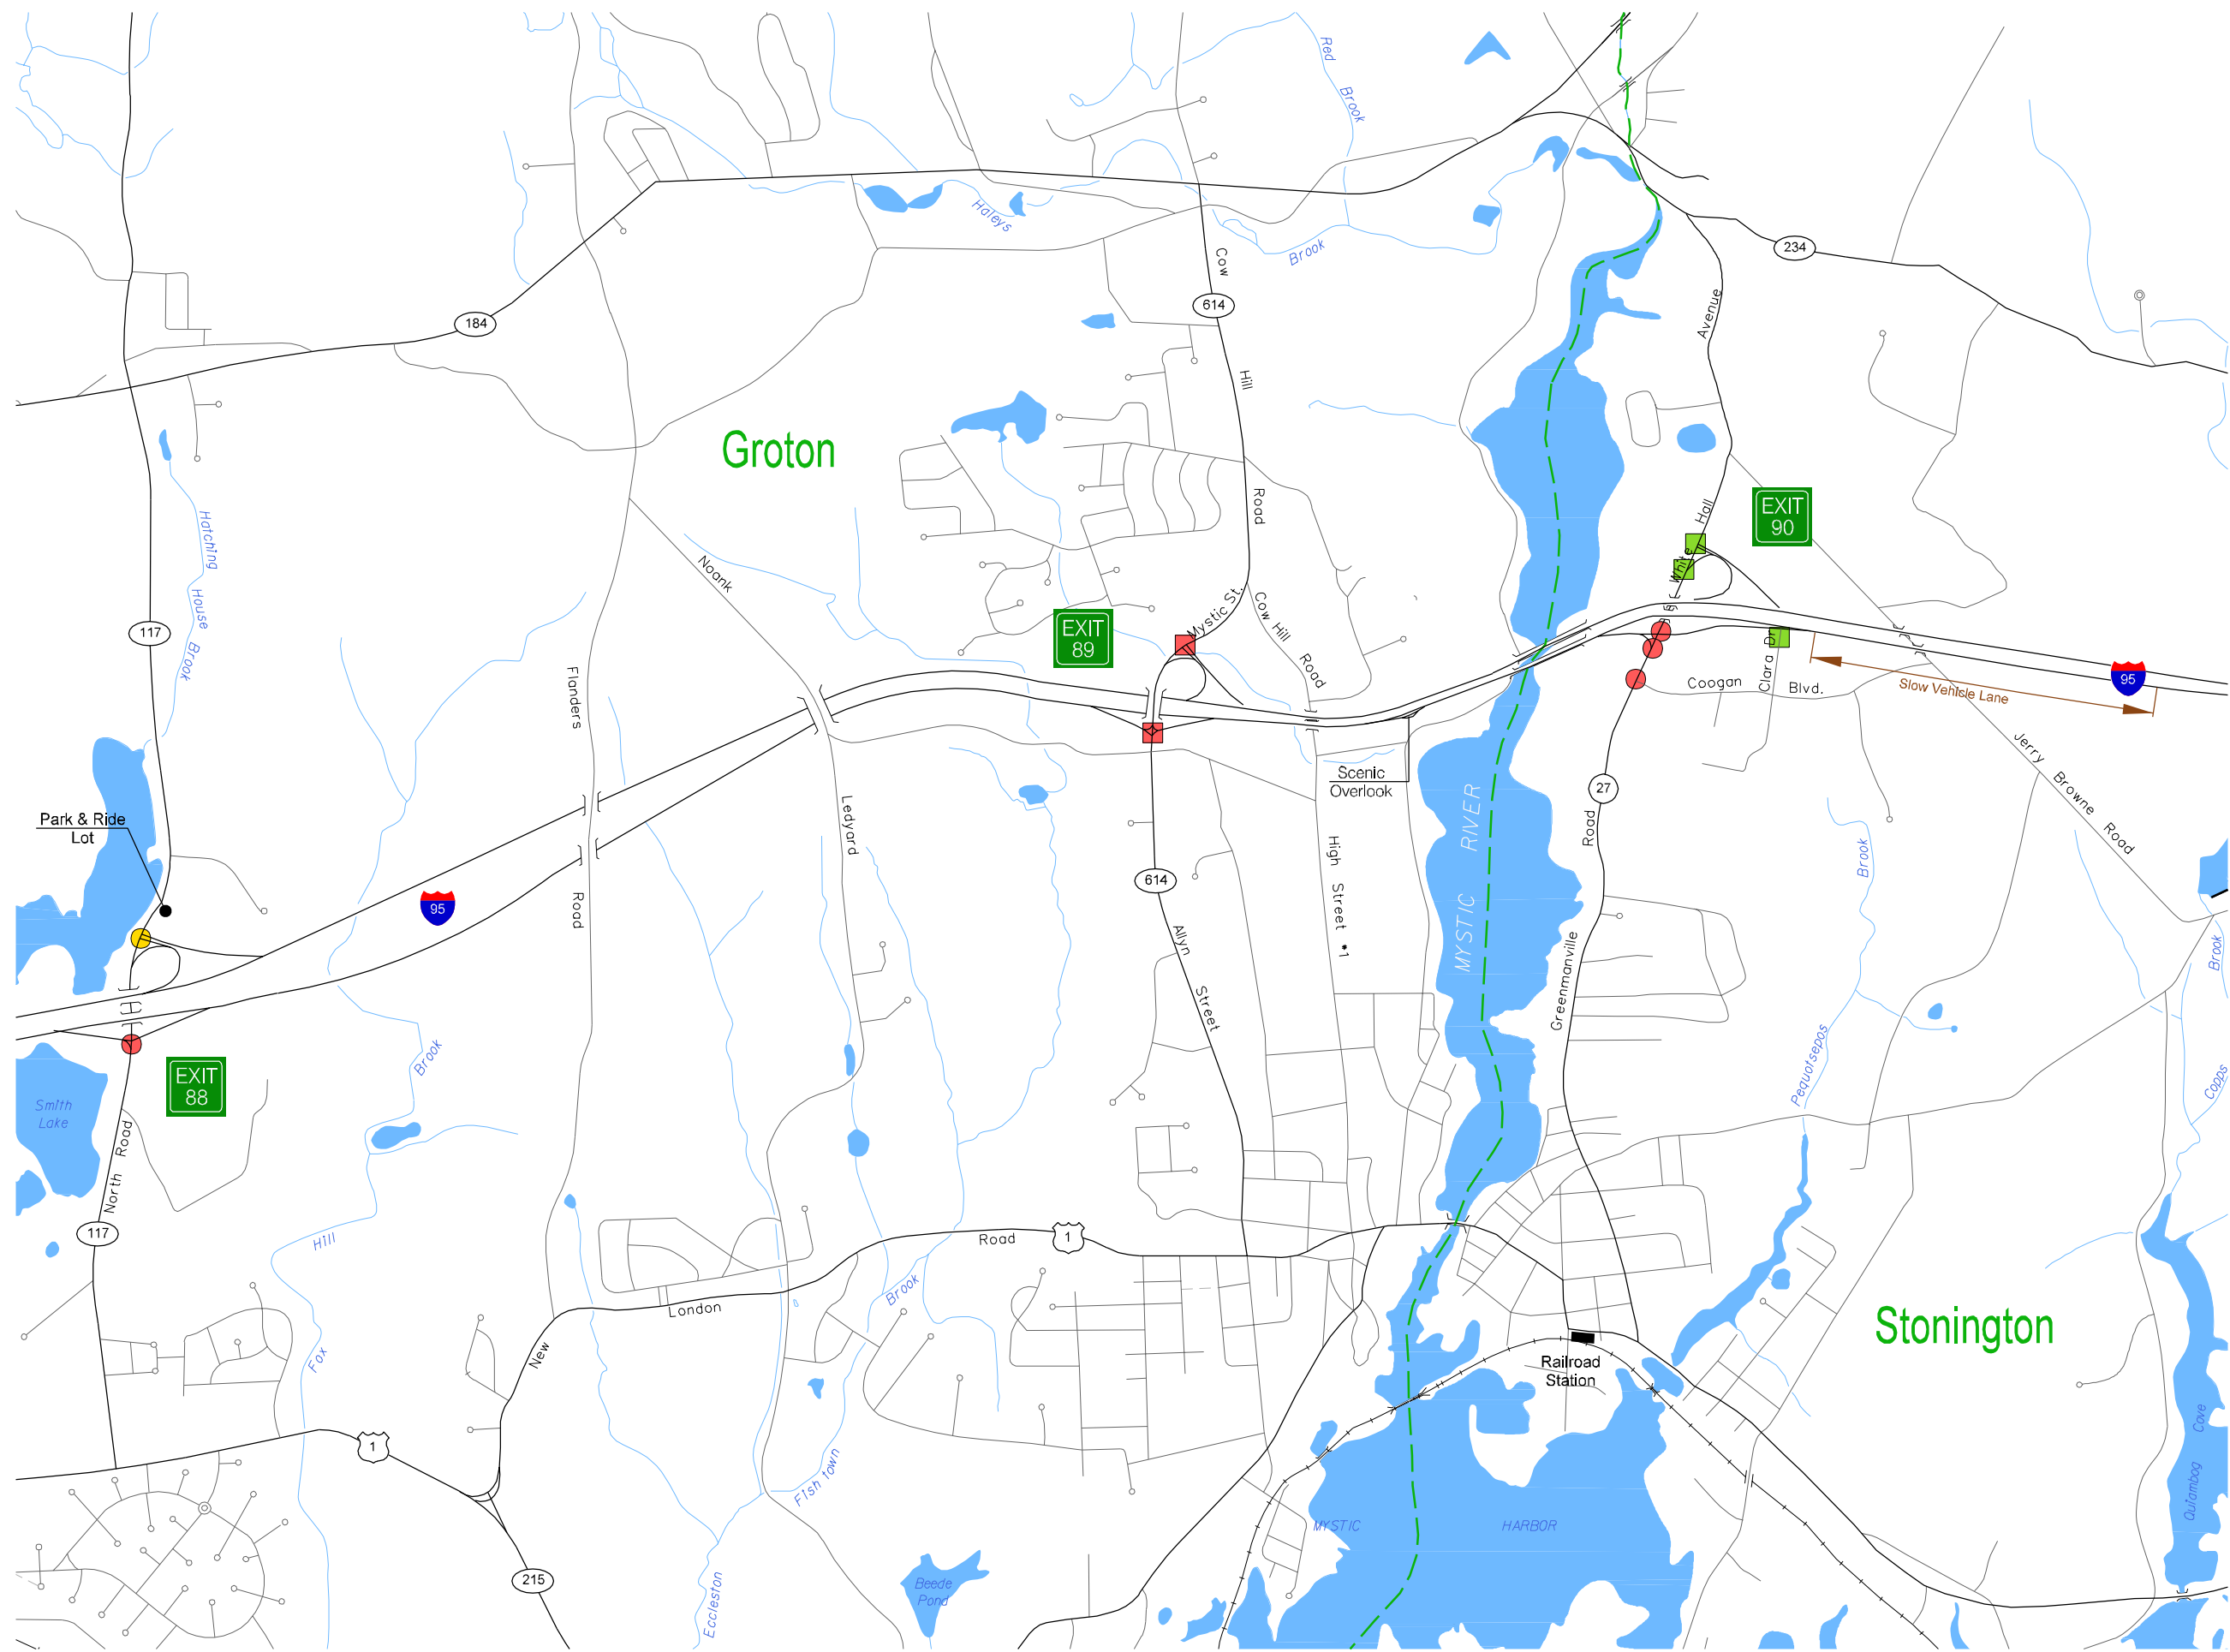 Red
Brook
Haleys
Brook
234
Cow
614
184
Avenue
Hill
Groton
EXIT
90
Hall
Road
Hatching
White
Noank
House
Mystic St.
Cow Hill
EXIT
89
117
Brook
Road
Clara Dr
Flanders
Coogan
Blvd.
Slow Vehicle Lane
95
Jerry
Browne
Road
Scenic
Overlook
27
MYSTIC RIVER
Park & Ride
Lot
Ledyard
Road
High Street #1
Brook
614
95
Road
Allyn
Street
Greenmanville
Brook
MYSTIC
Brook
EXIT
88
Pequotsepos
Copps
Smith
Lake
North Road
117
Hill
Road
1
Brook
London
Stonington
New
Fox
Railroad
Station
1
Fish town
Quiambog Cove
MYSTIC
HARBOR
215
Beede
Pond
Eccleston